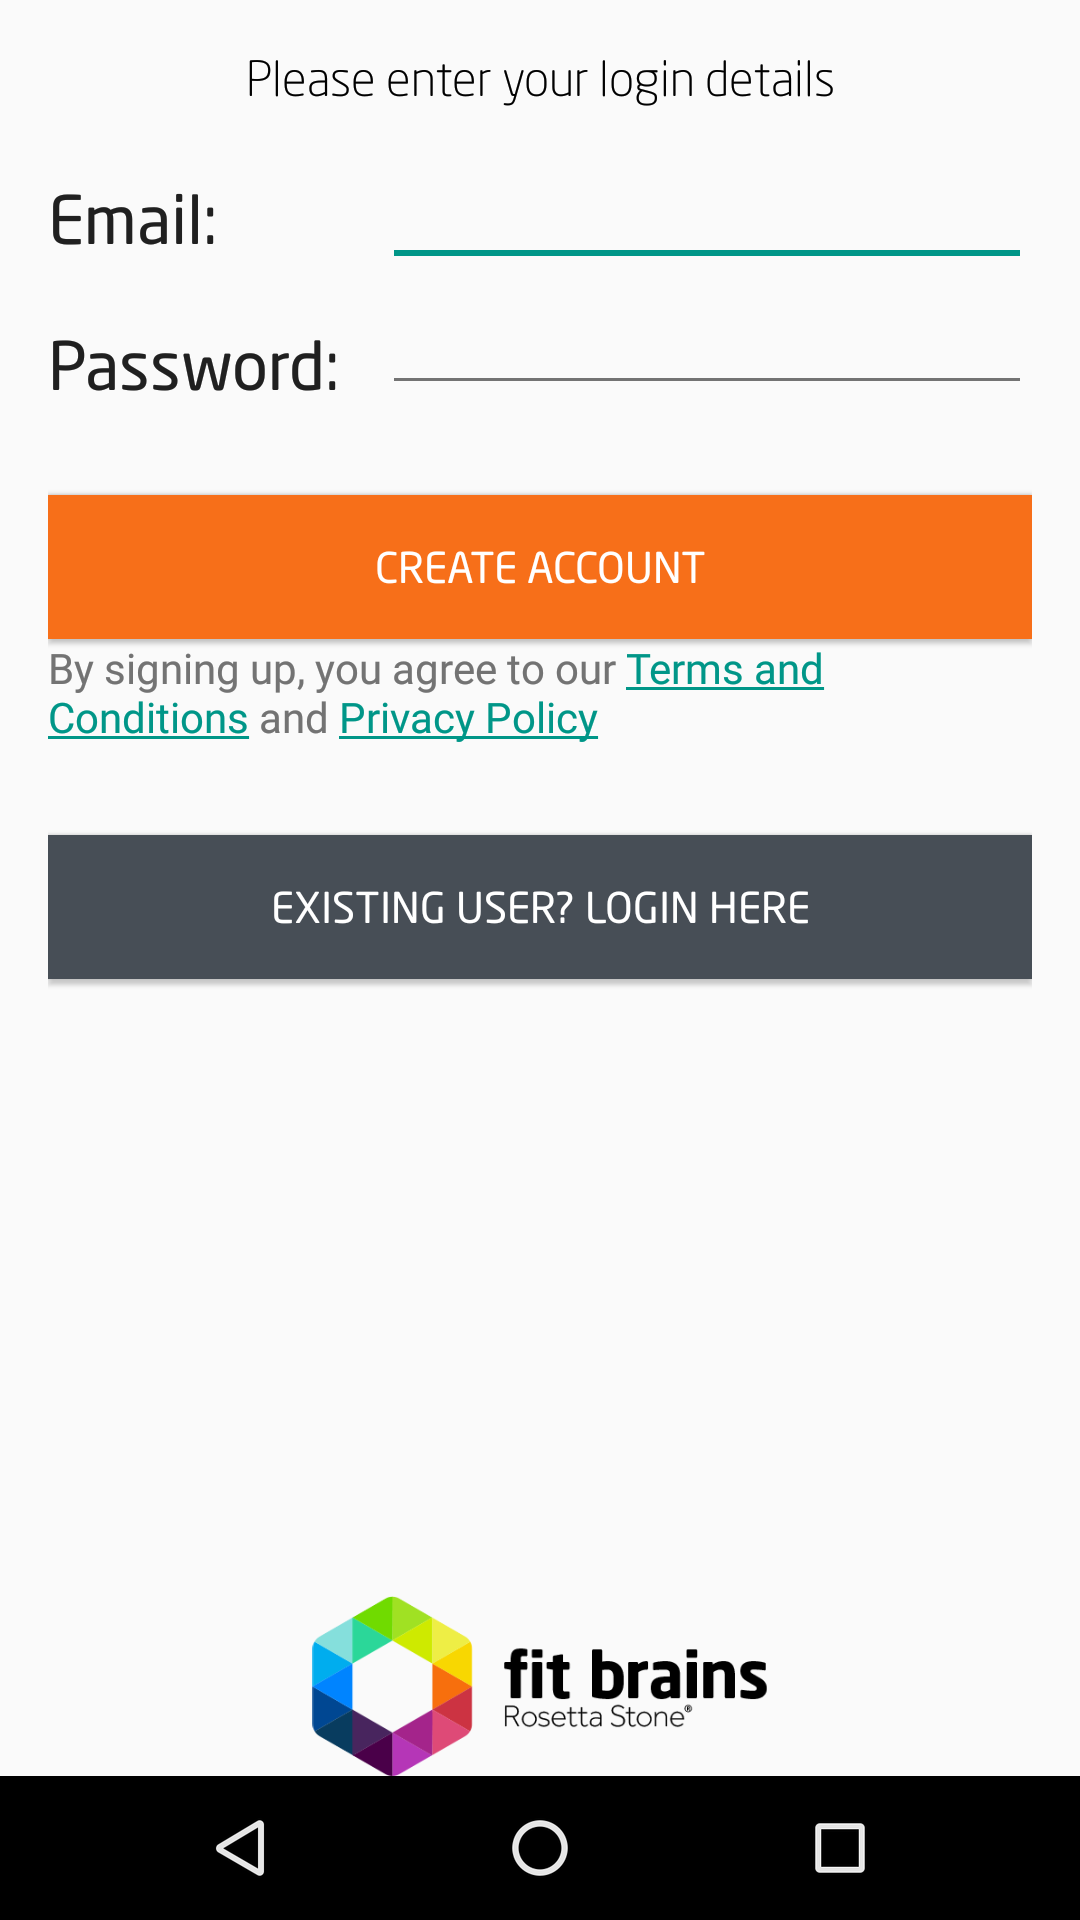 Please enter your login details
Email:
Password:
CREATE ACCOUNT
By signing up, you agree to our Terms and
Conditions and Privacy Policy
EXISTING USER? LOGIN HERE
fit brains
Rosetta Stone®